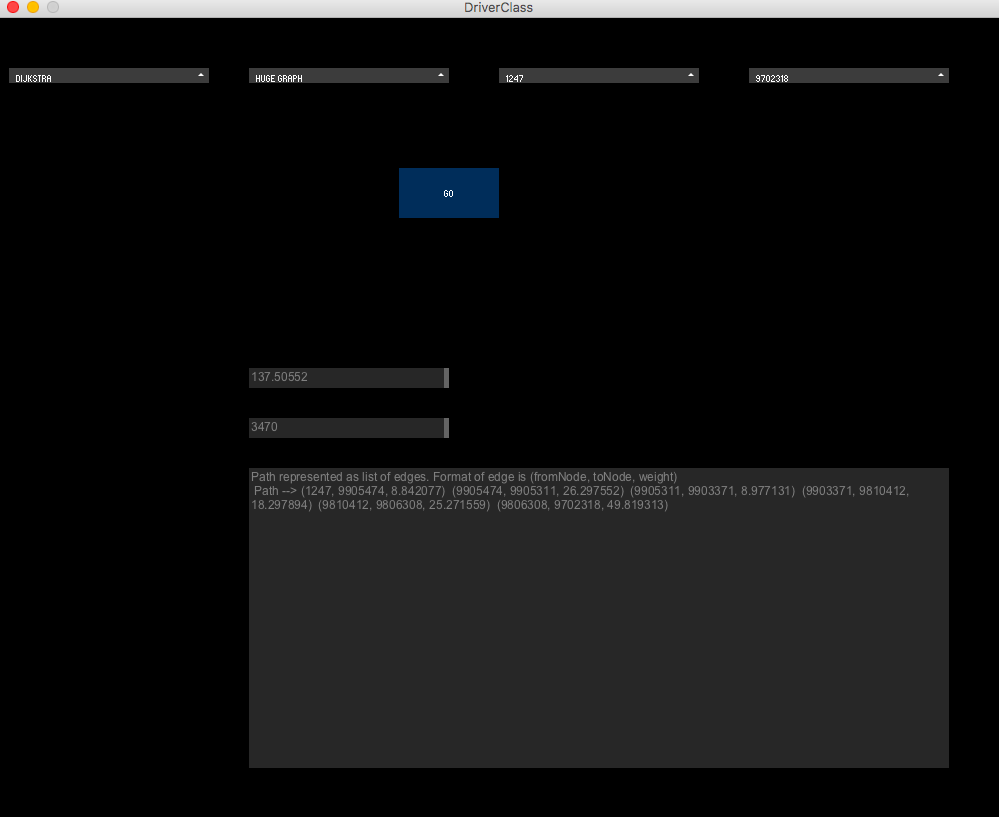 DriverClass
DIJKSTRA
HUGE GRAPH
1247
9702318
GO
137.50552
3470
Path represented as list of edges. Format of edge is (fromNode, toNode, weight)
Path --> (1247, 9905474, 8.842077) (9905474, 9905311, 26.297552) (9905311, 9903371, 8.977131) (9903371, 9810412,
18.297894) (9810412, 9806308, 25.271559) (9806308, 9702318, 49.819313)